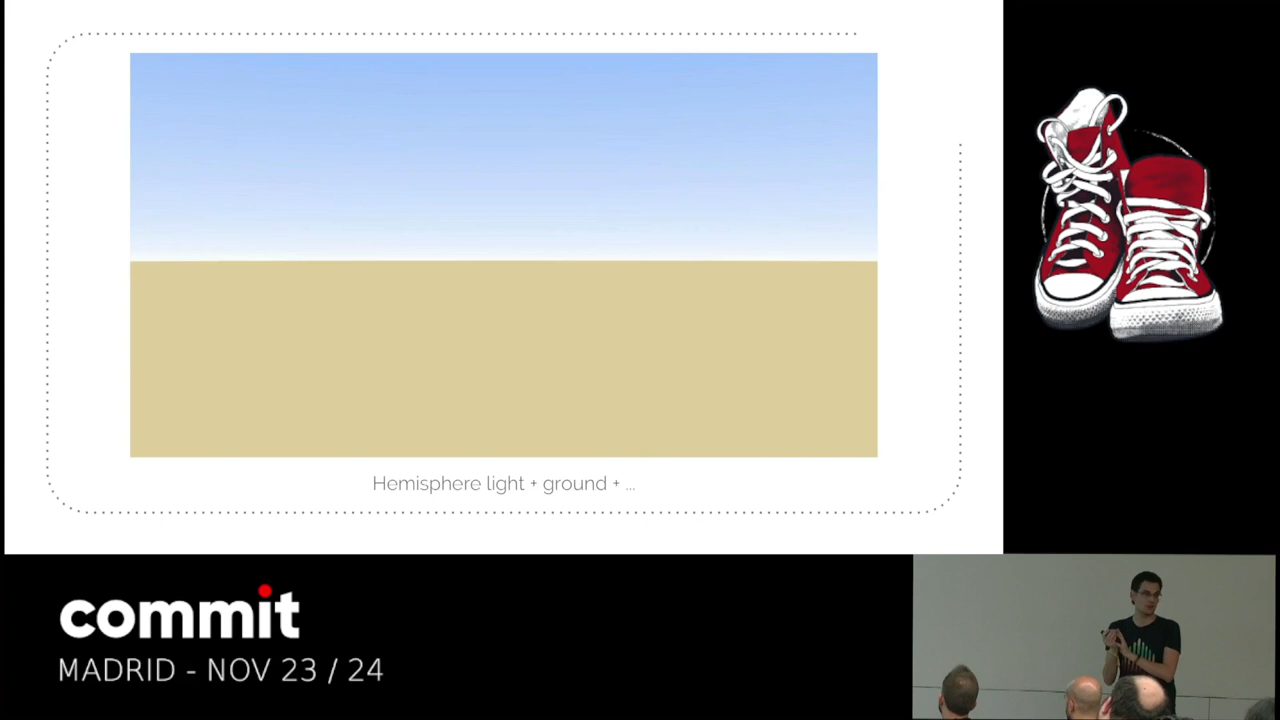 Hemisphere light + ground + ...
commit
MADRID - NOV 23 / 24